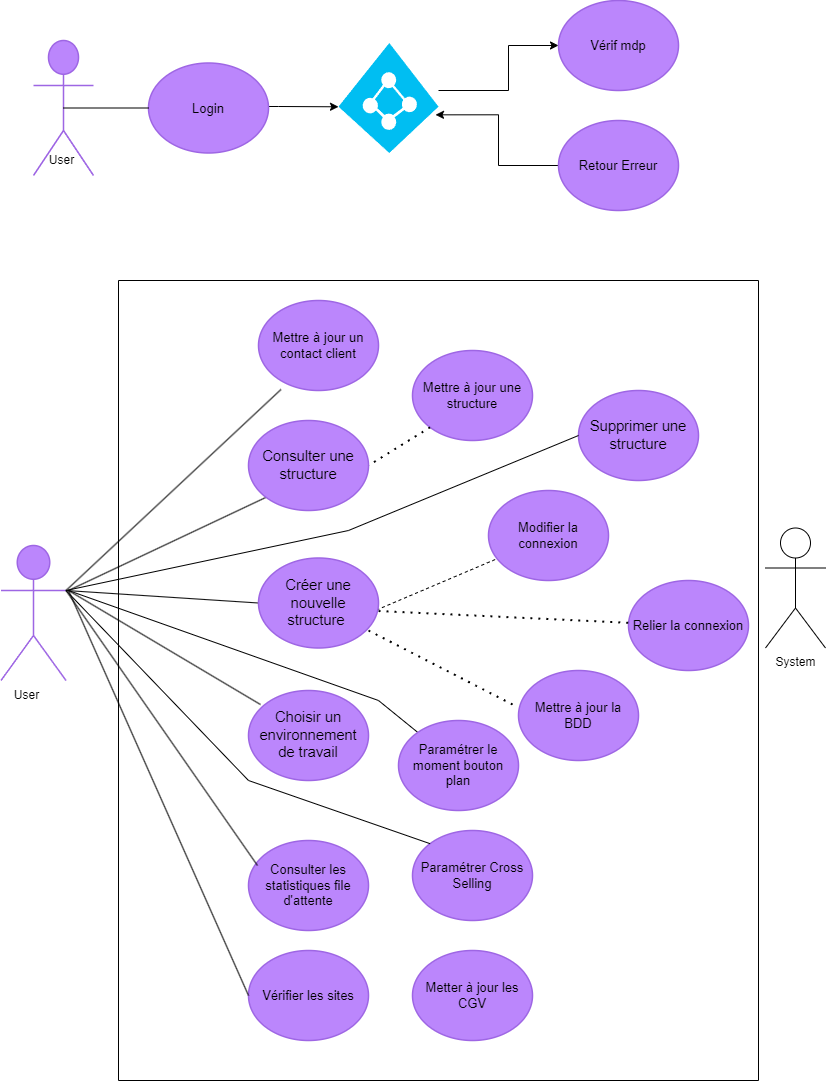 Vérif mdp
Login
User
Retour Erreur
Mettre à jour un
contact client
Mettre à jour une
structure
Supprimer une
structure
Consulter une
structure
Modifier la
connexion
Créer une
nouvelle
structure
Relier la connexion
System
User
Mettre à jour la
BDD
Choisir un
environnement
de travail
Paramétrer le
moment bouton
plan
Consulter les
statistiques file
d'attente
Paramétrer Cross
Selling
Vérifier les sites
Metter à jour les
CGV